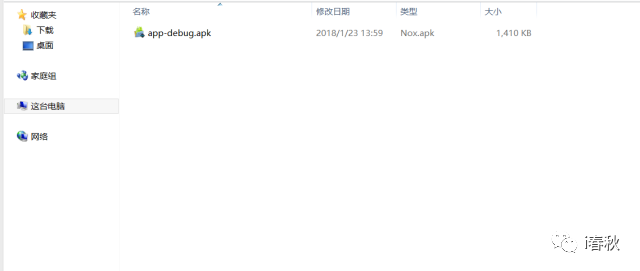 名称 修改日期 类型 大小
收藏夹
下载
桌面
家庭组
这台电脑
网络
app-debug.apk 2018/1/23 13:59 Nox.apk 1,410 KB
i春秋